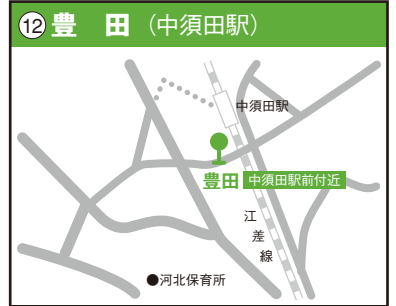 ⑫ 豊　田（中須田駅）
中須田駅
豊田 中須田駅前付近
江差線
●河北保育所